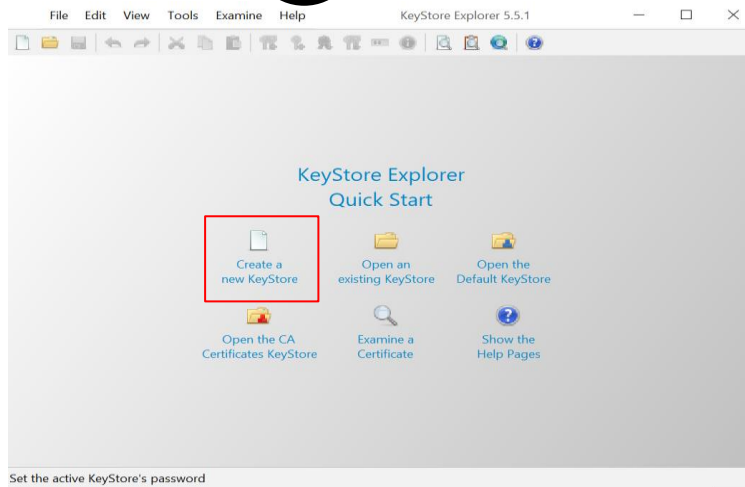 File Edit View Tools Examine Help KeyStore Explorer 5.5.1
KeyStore Explorer
Quick Start
Create a
new KeyStore
Open an
existing KeyStore
Open the
Default KeyStore
Open the CA
Certificates KeyStore
Examine a
Certificate
Show the
Help Pages
Set the active KeyStore's password